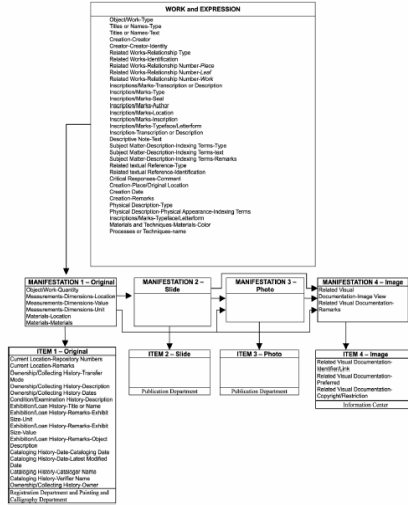 WORK and EXPRESSION
Object/Work-Type
Titles or Names-Type
Titles or Names-Text
Creation-Creator
Creator-Creator-Identity
Related Works-Relationship Type
Related Works-Identification
Related Works-Relationship Number-Piece
Related Works-Relationship Number-Leaf
Related Works-Relationship Number-Work
Inscriptions/Marks-Transcription or Description
Inscription/Marks-Type
Inscription/Marks-Seal
Inscription/Marks-Author
Inscription/Marks-Location
Inscription/Marks-Inscription
Inscription/Marks-Typeface/Letterform
Inscription-Transcription or Description
Descriptive Note-Text
Subject Matter-Description-Indexing Terms-Type
Subject Matter-Description-Indexing Terms-text
Subject Matter-Description-Indexing Terms-Remarks
Related textual Reference-Type
Related textual Reference-Identification
Critical Responses-Comment
Creation-Place/Original Location
Creation Date
Creation-Remarks
Physical Description-Type
Physical Description-Physical Appearance-Indexing Terms
Inscriptions/Marks-Typeface/Letterform
Materials and Techniques-Materials-Color
Processes or Techniques-name
MANIFESTATION 1 – Original
Object/Work-Quantity
Measurements-Dimensions-Location
Measurements-Dimensions-Value
Measurements-Dimensions-Unit
Materials-Location
Materials-Materials
MANIFESTATION 2 –
Slide
MANIFESTATION 3 –
Photo
MANIFESTATION 4 – Image
Related Visual
Documentation-Image View
Related Visual Documentation-
Remarks
ITEM 1 – Original
Current Location-Repository Numbers
Current Location-Remarks
Ownership/Collecting History-Transfer
Mode
Ownership/Collecting History-Description
Ownership/Collecting History-Dates
Condition/Examination History-Description
Exhibition/Loan History-Title or Name
Exhibition/Loan History-Remarks-Exhibit
Size-Unit
Exhibition/Loan History-Remarks-Exhibit
Size-Value
Exhibition/Loan History-Remarks-Object
Description
Cataloging History-Date-Cataloging Date
Cataloging History-Date-Latest Modified
Date
Cataloging History-Cataloger Name
Cataloging History-Verifier Name
Ownership/Collecting History-Owner
Registration Department and Painting and
Calligraphy Department
ITEM 2 – Slide
Publication Department
ITEM 3 – Photo
Publication Department
ITEM 4 – Image
Related Visual Documentation-
Identifier/Link
Related Visual Documentation-
Preferred
Related Visual Documentation-
Copyright/Restriction
Information Center